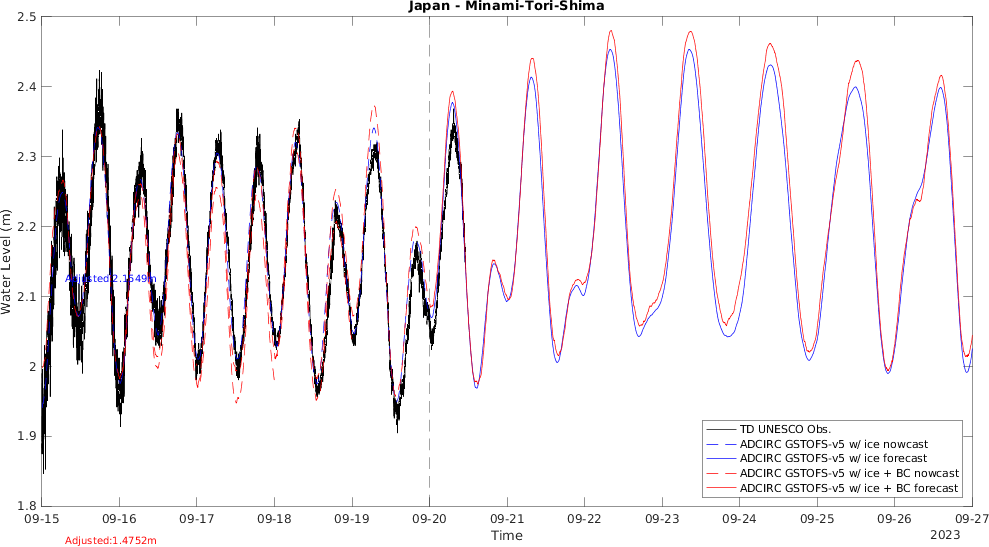 Japan - Minami-Tori-Shima
2.5
2.4
2.3
2.2
2.1
2
1.9
1.8
Water Level (m)
Adjusted:2.1549m
TD UNESCO Obs.
ADCIRC GSTOFS-v5 w/ ice nowcast
ADCIRC GSTOFS-v5 w/ ice forecast
ADCIRC GSTOFS-v5 w/ ice + BC nowcast
ADCIRC GSTOFS-v5 w/ ice + BC forecast
09-15 09-16 09-17 09-18 09-19 09-20 09-21 09-22 09-23 09-24 09-25 09-26 09-27
Time
2023
Adjusted:1.4752m